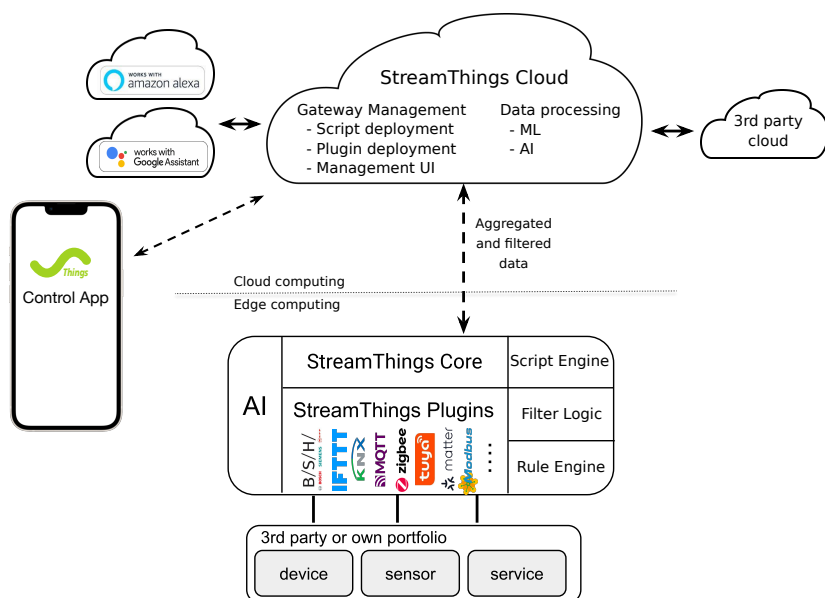 WORKS WITH
amazon alexa
works with
Google Assistant
StreamThings Cloud
Gateway Management
- Script deployment
- Plugin deployment
- Management UI
Data processing
- ML
- AI
3rd party
cloud
Things
Control App
Aggregated
and filtered
data
Cloud computing
Edge computing
AI
StreamThings Core
StreamThings Plugins
B/S/H/
IFTTT
KNX
MQTT
zigbee
tuya
matter
Modbus
....
Script Engine
Filter Logic
Rule Engine
3rd party or own portfolio
device
sensor
service